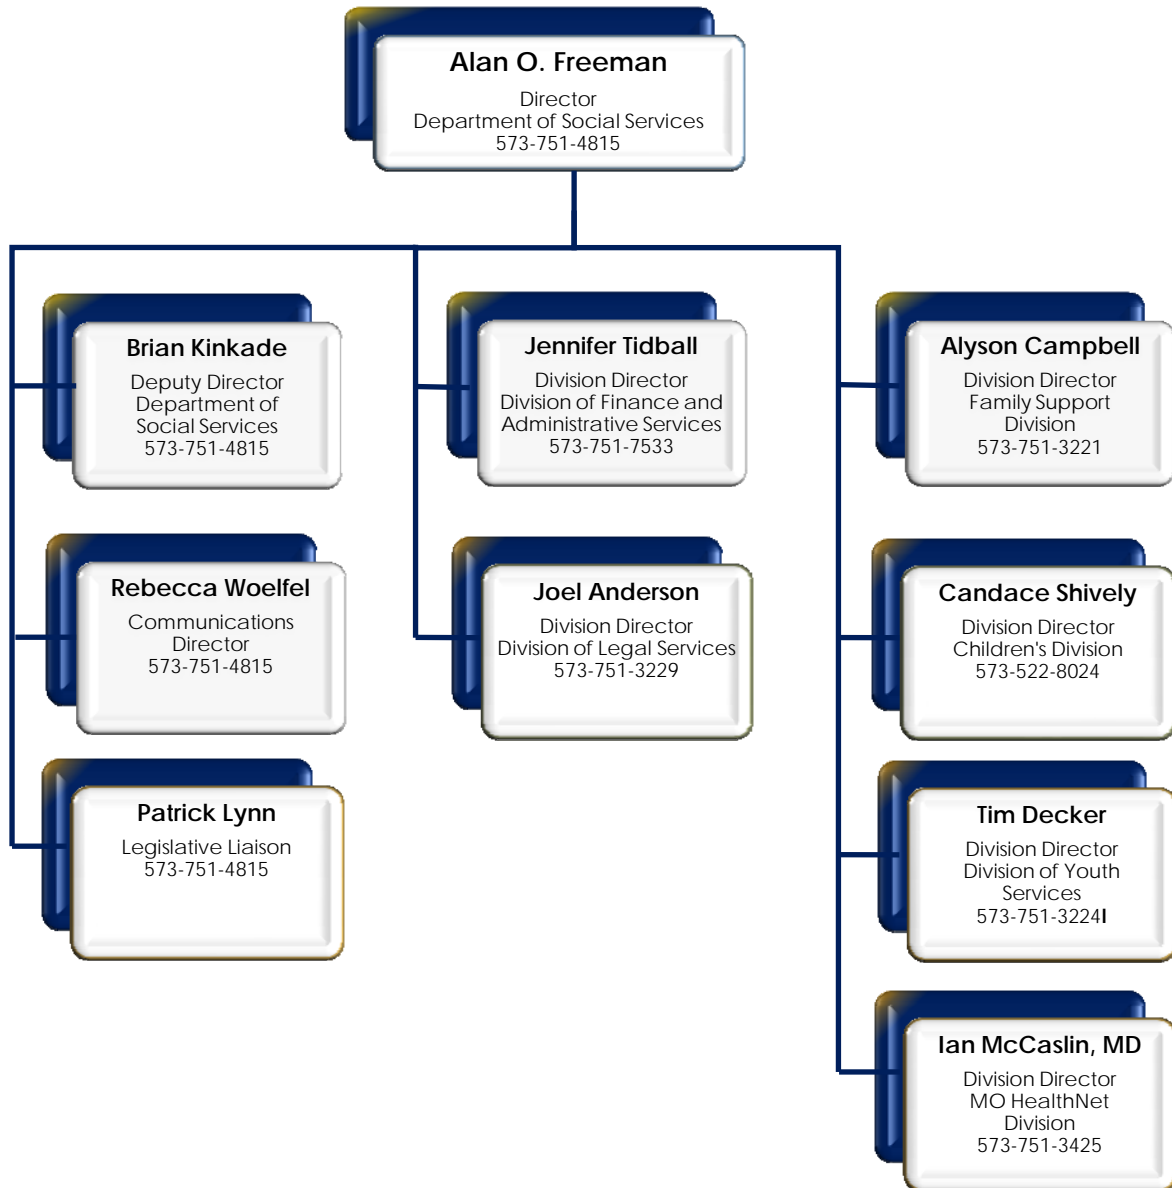 Alan O. Freeman
Director
Department of Social Services
573-751-4815
Brian Kinkade
Deputy Director
Department of
Social Services
573-751-4815
Rebecca Woelfel
Communications
Director
573-751-4815
Patrick Lynn
Legislative Liaison
573-751-4815
Jennifer Tidball
Division Director
Division of Finance and
Administrative Services
573-751-7533
Joel Anderson
Division Director
Division of Legal Services
573-751-3229
Alyson Campbell
Division Director
Family Support
Division
573-751-3221
Candace Shively
Division Director
Children's Division
573-522-8024
Tim Decker
Division Director
Division of Youth
Services
573-751-3224I
Ian McCaslin, MD
Division Director
MO HealthNet
Division
573-751-3425